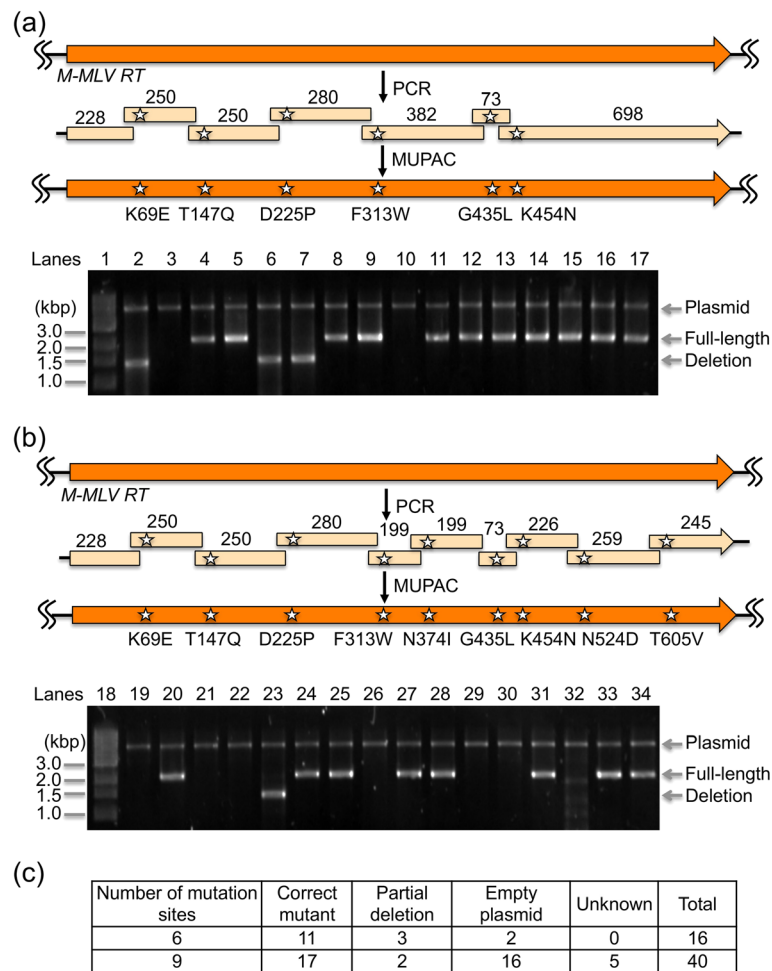 (a)
M-MLV RT
PCR
228 250 250 280 382 73 698
MUPAC
K69E T147Q D225P F313W G435L K454N
Lanes 1 2 3 4 5 6 7 8 9 10 11 12 13 14 15 16 17
(kbp)
Plasmid
3.0
Full-length
2.0
1.5
Deletion
1.0
(b)
M-MLV RT
PCR
228 250 250 280 199 199 73 226 259 245
MUPAC
K69E T147Q D225P F313W N374I G435L K454N N524D T605V
Lanes 18 19 20 21 22 23 24 25 26 27 28 29 30 31 32 33 34
(kbp)
Plasmid
3.0
Full-length
2.0
1.5
Deletion
1.0
(c)
Number of mutation sites Correct mutant Partial deletion Empty plasmid Unknown Total
6 11 3 2 0 16
9 17 2 16 5 40